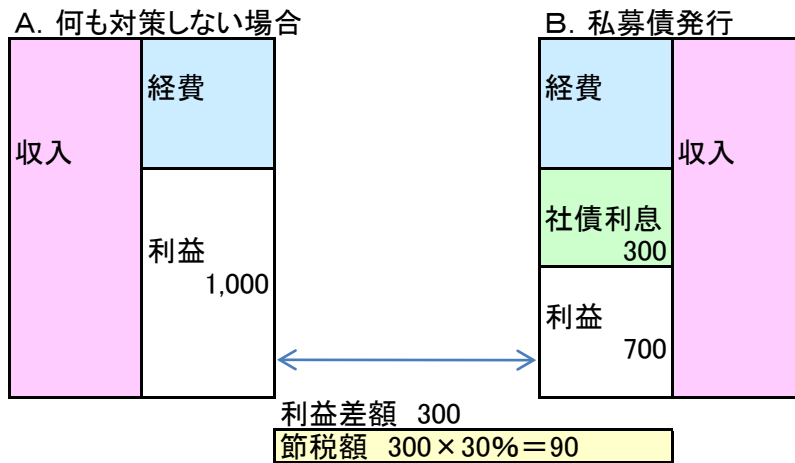 A．何も対策しない場合
収入
経費
利益
1,000
B．私募債発行
経費
社債利息
300
利益
700
収入
利益差額　300
節税額　300×30％＝90